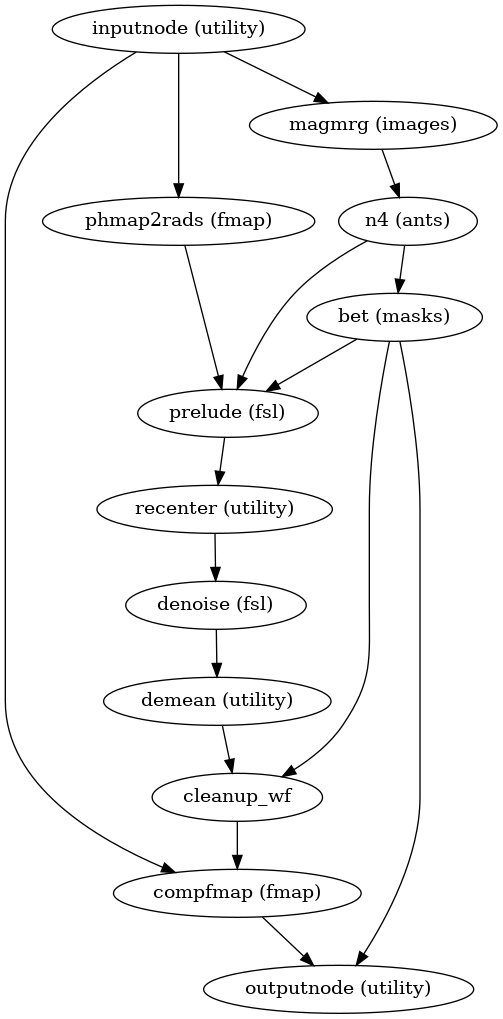 inputnode (utility)
magmrg (images)
phmap2rads (fmap)
n4 (ants)
bet (masks)
prelude (fsl)
recenter (utility)
denoise (fsl)
demean (utility)
cleanup_wf
compfmap (fmap)
outputnode (utility)